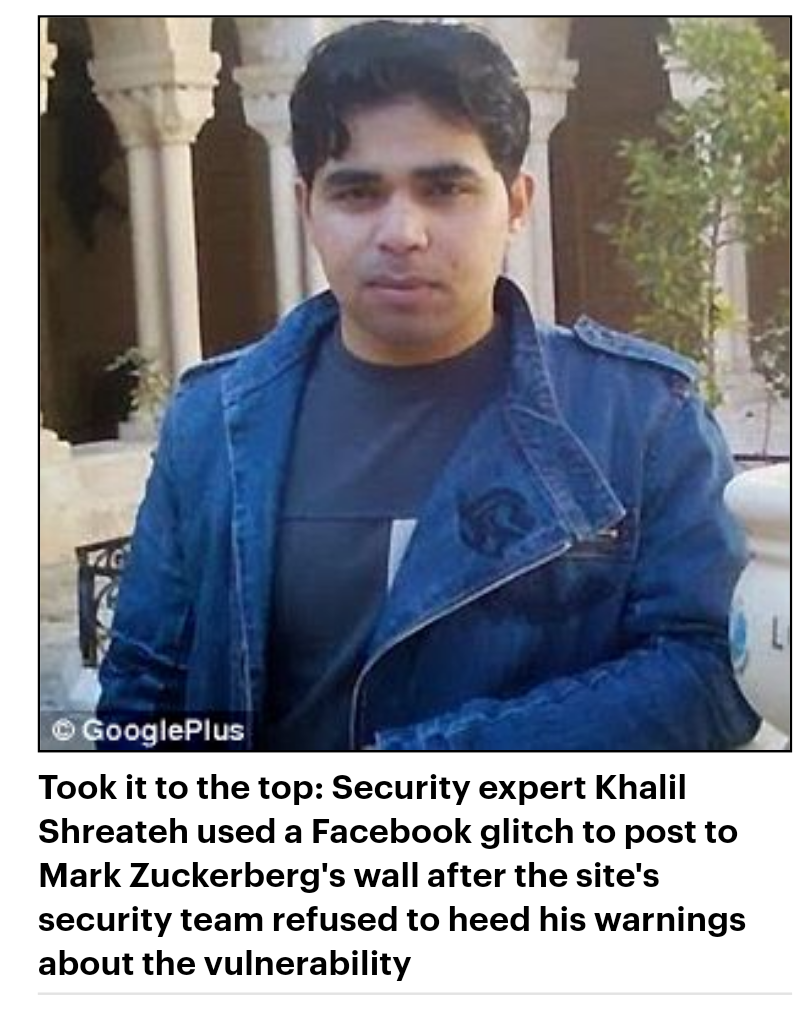 © GooglePlus
Took it to the top: Security expert Khalil
Shreateh used a Facebook glitch to post to
Mark Zuckerberg's wall after the site's
security team refused to heed his warnings
about the vulnerability